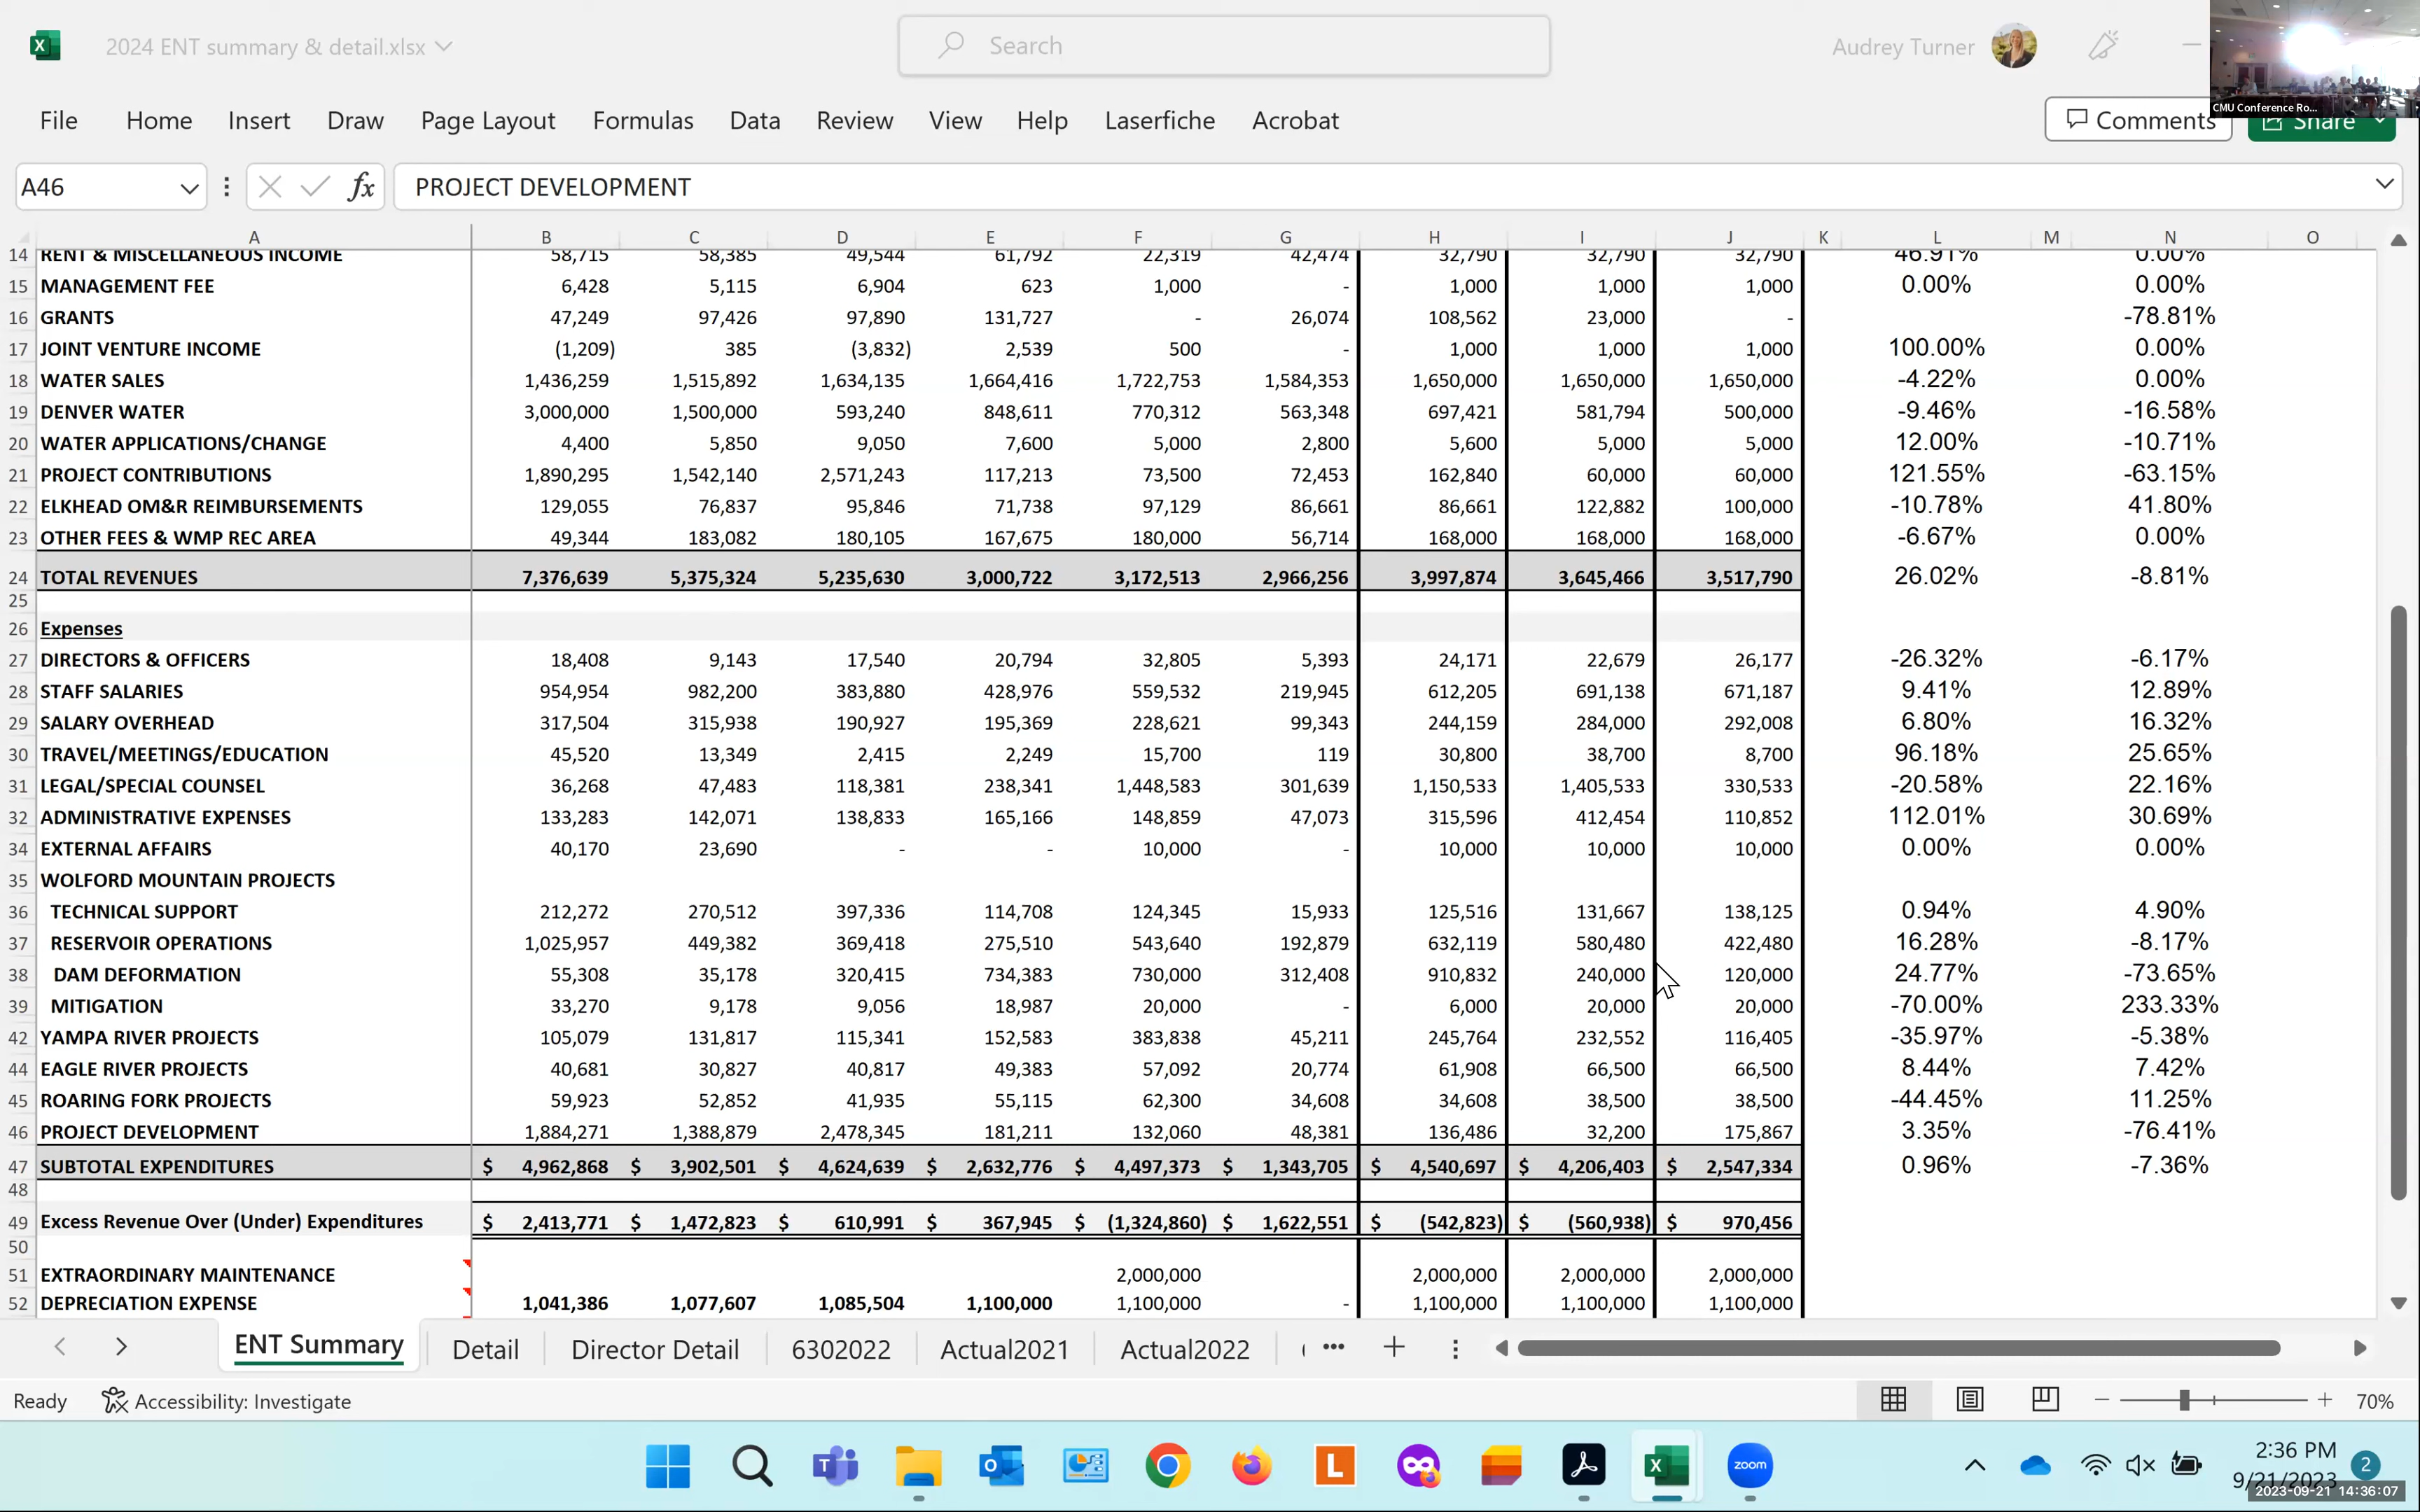 2024 ENT summary & detail.xlsx
Search
Audrey Turner
CMU Conference Ro...
File Home Insert Draw Page Layout Formulas Data Review View Help Laserfiche Acrobat Comments Share
A46 fx PROJECT DEVELOPMENT
A B C D E F G H I J K L M N O
14 RENT & MISCELLANEOUS INCOME 58,715 58,385 49,544 61,792 22,319 42,474 32,790 32,790 32,790 46.91% 0.00%
15 MANAGEMENT FEE 6,428 5,115 6,904 623 1,000 - 1,000 1,000 1,000 0.00% 0.00%
16 GRANTS 47,249 97,426 97,890 131,727 - 26,074 108,562 23,000 - -78.81%
17 JOINT VENTURE INCOME (1,209) 385 (3,832) 2,539 500 - 1,000 1,000 1,000 100.00% 0.00%
18 WATER SALES 1,436,259 1,515,892 1,634,135 1,664,416 1,722,753 1,584,353 1,650,000 1,650,000 1,650,000 -4.22% 0.00%
19 DENVER WATER 3,000,000 1,500,000 593,240 848,611 770,312 563,348 697,421 581,794 500,000 -9.46% -16.58%
20 WATER APPLICATIONS/CHANGE 4,400 5,850 9,050 7,600 5,000 2,800 5,600 5,000 5,000 12.00% -10.71%
21 PROJECT CONTRIBUTIONS 1,890,295 1,542,140 2,571,243 117,213 73,500 72,453 162,840 60,000 60,000 121.55% -63.15%
22 ELKHEAD OM&R REIMBURSEMENTS 129,055 76,837 95,846 71,738 97,129 86,661 86,661 122,882 100,000 -10.78% 41.80%
23 OTHER FEES & WMP REC AREA 49,344 183,082 180,105 167,675 180,000 56,714 168,000 168,000 168,000 -6.67% 0.00%
24 TOTAL REVENUES 7,376,639 5,375,324 5,235,630 3,000,722 3,172,513 2,966,256 3,997,874 3,645,466 3,517,790 26.02% -8.81%
25
26 Expenses
27 DIRECTORS & OFFICERS 18,408 9,143 17,540 20,794 32,805 5,393 24,171 22,679 26,177 -26.32% -6.17%
28 STAFF SALARIES 954,954 982,200 383,880 428,976 559,532 219,945 612,205 691,138 671,187 9.41% 12.89%
29 SALARY OVERHEAD 317,504 315,938 190,927 195,369 228,621 99,343 244,159 284,000 292,008 6.80% 16.32%
30 TRAVEL/MEETINGS/EDUCATION 45,520 13,349 2,415 2,249 15,700 119 30,800 38,700 8,700 96.18% 25.65%
31 LEGAL/SPECIAL COUNSEL 36,268 47,483 118,381 238,341 1,448,583 301,639 1,150,533 1,405,533 330,533 -20.58% 22.16%
32 ADMINISTRATIVE EXPENSES 133,283 142,071 138,833 165,166 148,859 47,073 315,596 412,454 110,852 112.01% 30.69%
34 EXTERNAL AFFAIRS 40,170 23,690 - - 10,000 - 10,000 10,000 10,000 0.00% 0.00%
35 WOLFORD MOUNTAIN PROJECTS
36 TECHNICAL SUPPORT 212,272 270,512 397,336 114,708 124,345 15,933 125,516 131,667 138,125 0.94% 4.90%
37 RESERVOIR OPERATIONS 1,025,957 449,382 369,418 275,510 543,640 192,879 632,119 580,480 422,480 16.28% -8.17%
38 DAM DEFORMATION 55,308 35,178 320,415 734,383 730,000 312,408 910,832 240,000 120,000 24.77% -73.65%
39 MITIGATION 33,270 9,178 9,056 18,987 20,000 - 6,000 20,000 20,000 -70.00% 233.33%
42 YAMPA RIVER PROJECTS 105,079 131,817 115,341 152,583 383,838 45,211 245,764 232,552 116,405 -35.97% -5.38%
44 EAGLE RIVER PROJECTS 40,681 30,827 40,817 49,383 57,092 20,774 61,908 66,500 66,500 8.44% 7.42%
45 ROARING FORK PROJECTS 59,923 52,852 41,935 55,115 62,300 34,608 34,608 38,500 38,500 -44.45% 11.25%
46 PROJECT DEVELOPMENT 1,884,271 1,388,879 2,478,345 181,211 132,060 48,381 136,486 32,200 175,867 3.35% -76.41%
47 SUBTOTAL EXPENDITURES $ 4,962,868 $ 3,902,501 $ 4,624,639 $ 2,632,776 $ 4,497,373 $ 1,343,705 $ 4,540,697 $ 4,206,403 $ 2,547,334 0.96% -7.36%
48
49 Excess Revenue Over (Under) Expenditures $ 2,413,771 $ 1,472,823 $ 610,991 $ 367,945 $ (1,324,860) $ 1,622,551 $ (542,823) $ (560,938) $ 970,456
50
51 EXTRAORDINARY MAINTENANCE 2,000,000 2,000,000 2,000,000 2,000,000
52 DEPRECIATION EXPENSE 1,041,386 1,077,607 1,085,504 1,100,000 1,100,000 - 1,100,000 1,100,000 1,100,000
ENT Summary Detail Director Detail 6302022 Actual2021 Actual2022
Ready Accessibility: Investigate 70%
zoom
2:36 PM
9/21/2023 2
2023-09-21 14:36:07